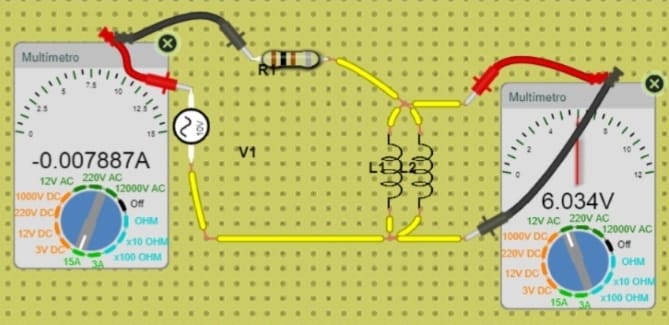 Multímetro
0
2.5
5
7.5
10
12.5
15
-0.007887A
12V AC
220V AC
12000V AC
1000V DC
Off
220V DC
OHM
12V DC
x10 OHM
3V DC
x100 OHM
15A
3A
R1
10V
V1
L1
L2
Multímetro
0
2
4
8
10
12
6.034V
12V AC
220V AC
12000V AC
1000V DC
Off
220V DC
OHM
12V DC
x10 OHM
3V DC
x100 OHM
15A
3A